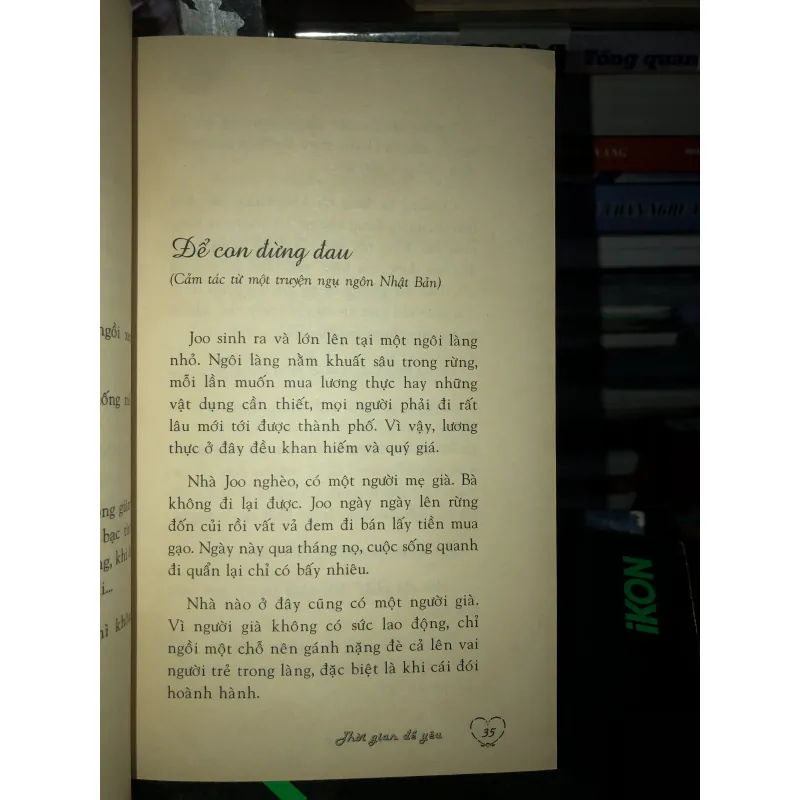 Để con đừng đau
(Cảm tác từ một truyện ngụ ngôn Nhật Bản)
Joo sinh ra và lớn lên tại một ngôi làng
nhỏ. Ngôi làng nằm khuất sâu trong rừng,
mỗi lần muốn mua lương thực hay những
vật dụng cần thiết, mọi người phải đi rất
lâu mới tới được thành phố. Vì vậy, lương
thực ở đây đều khan hiếm và quý giá.
Nhà Joo nghèo, có một người mẹ già. Bà
không đi lại được. Joo ngày ngày lên rừng
đốn củi rồi vất vả đem đi bán lấy tiền mua
gạo. Ngày này qua tháng nọ, cuộc sống quanh
đi quẩn lại chỉ có bấy nhiêu.
Nhà nào ở đây cũng có một người già.
Vì người già không có sức lao động, chỉ
ngồi một chỗ nên gánh nặng đè cả lên vai
người trẻ trong làng, đặc biệt là khi cái đói
hoành hành.
Thời gian để yêu 35
ngồi
bạc
khi
i...
Tổng quan
iKON